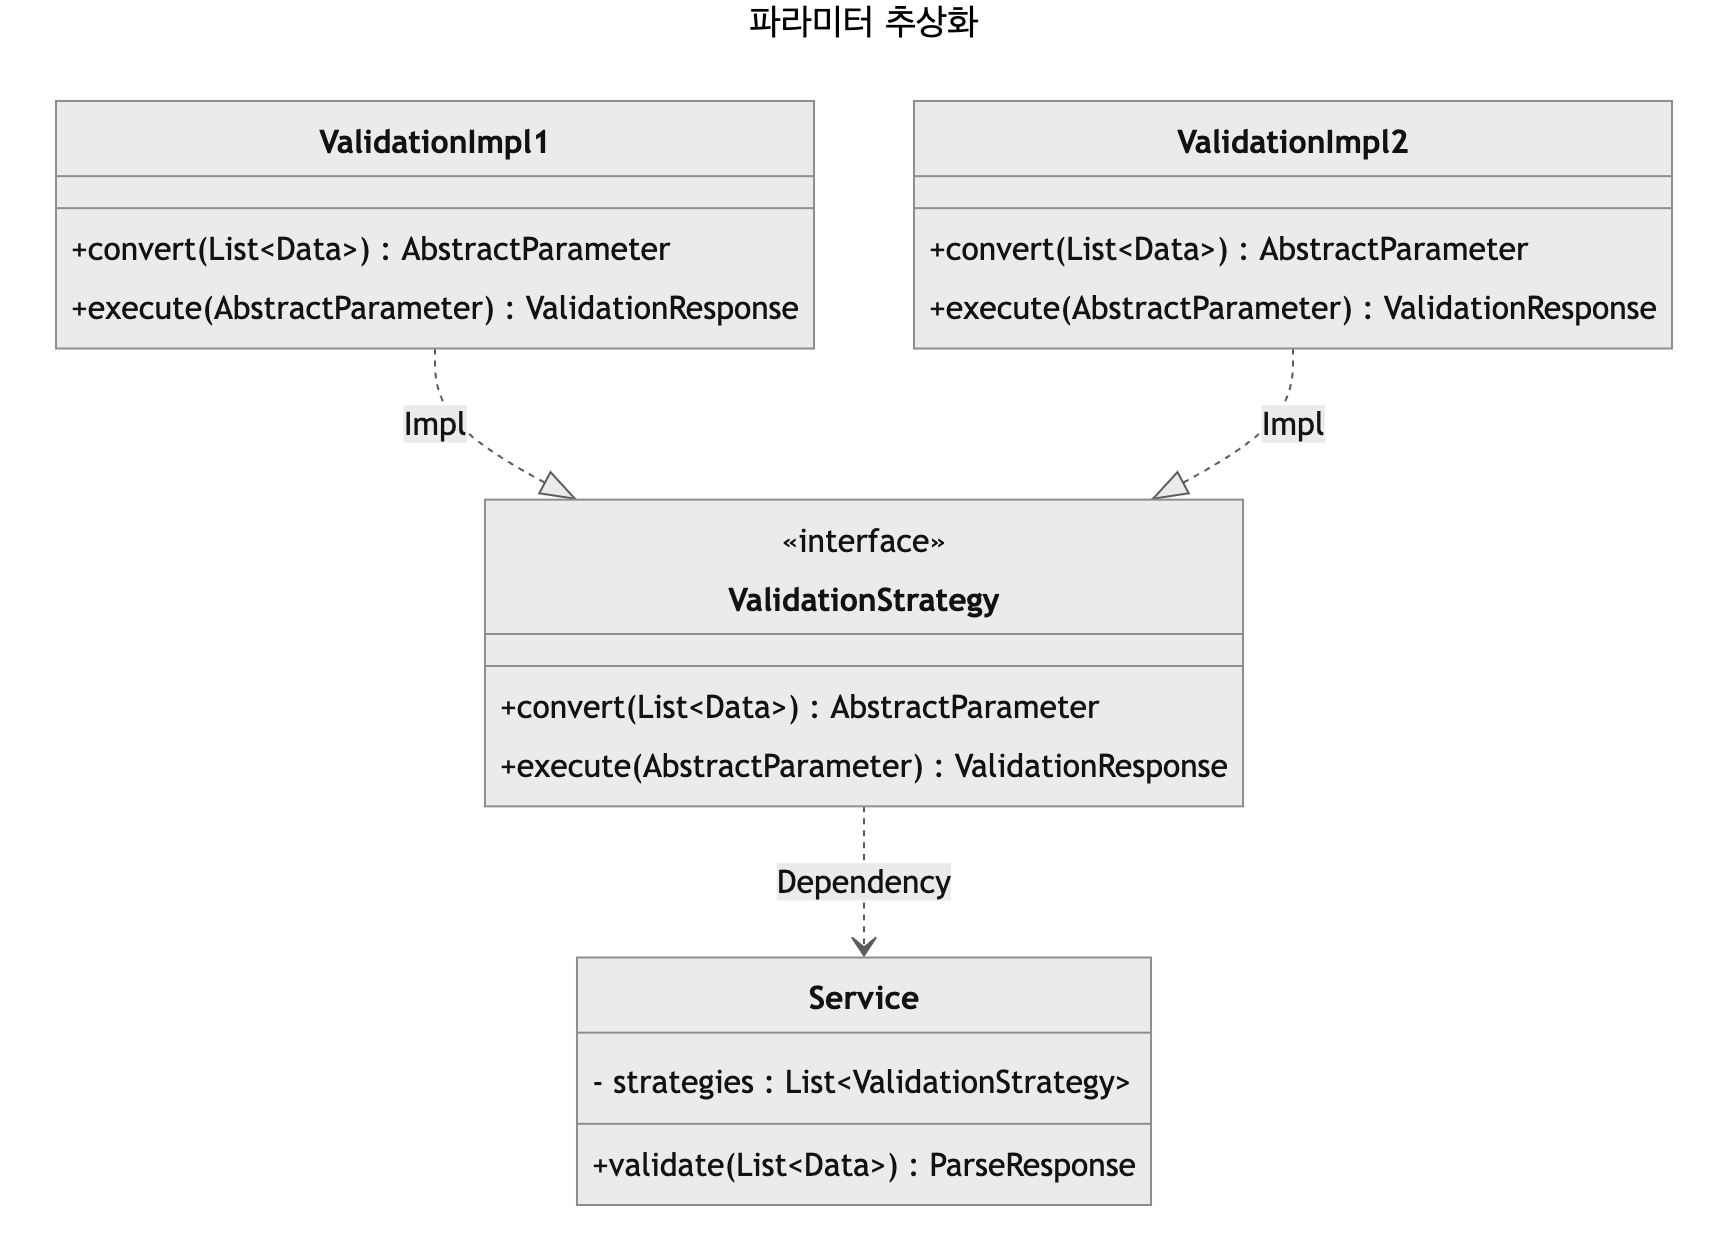 파라미터 추상화
ValidationImpl1
+convert(List<Data>) : AbstractParameter
+execute(AbstractParameter) : ValidationResponse
ValidationImpl2
+convert(List<Data>) : AbstractParameter
+execute(AbstractParameter) : ValidationResponse
Impl
Impl
«interface»
ValidationStrategy
+convert(List<Data>) : AbstractParameter
+execute(AbstractParameter) : ValidationResponse
Dependency
Service
- strategies : List<ValidationStrategy>
+validate(List<Data>) : ParseResponse